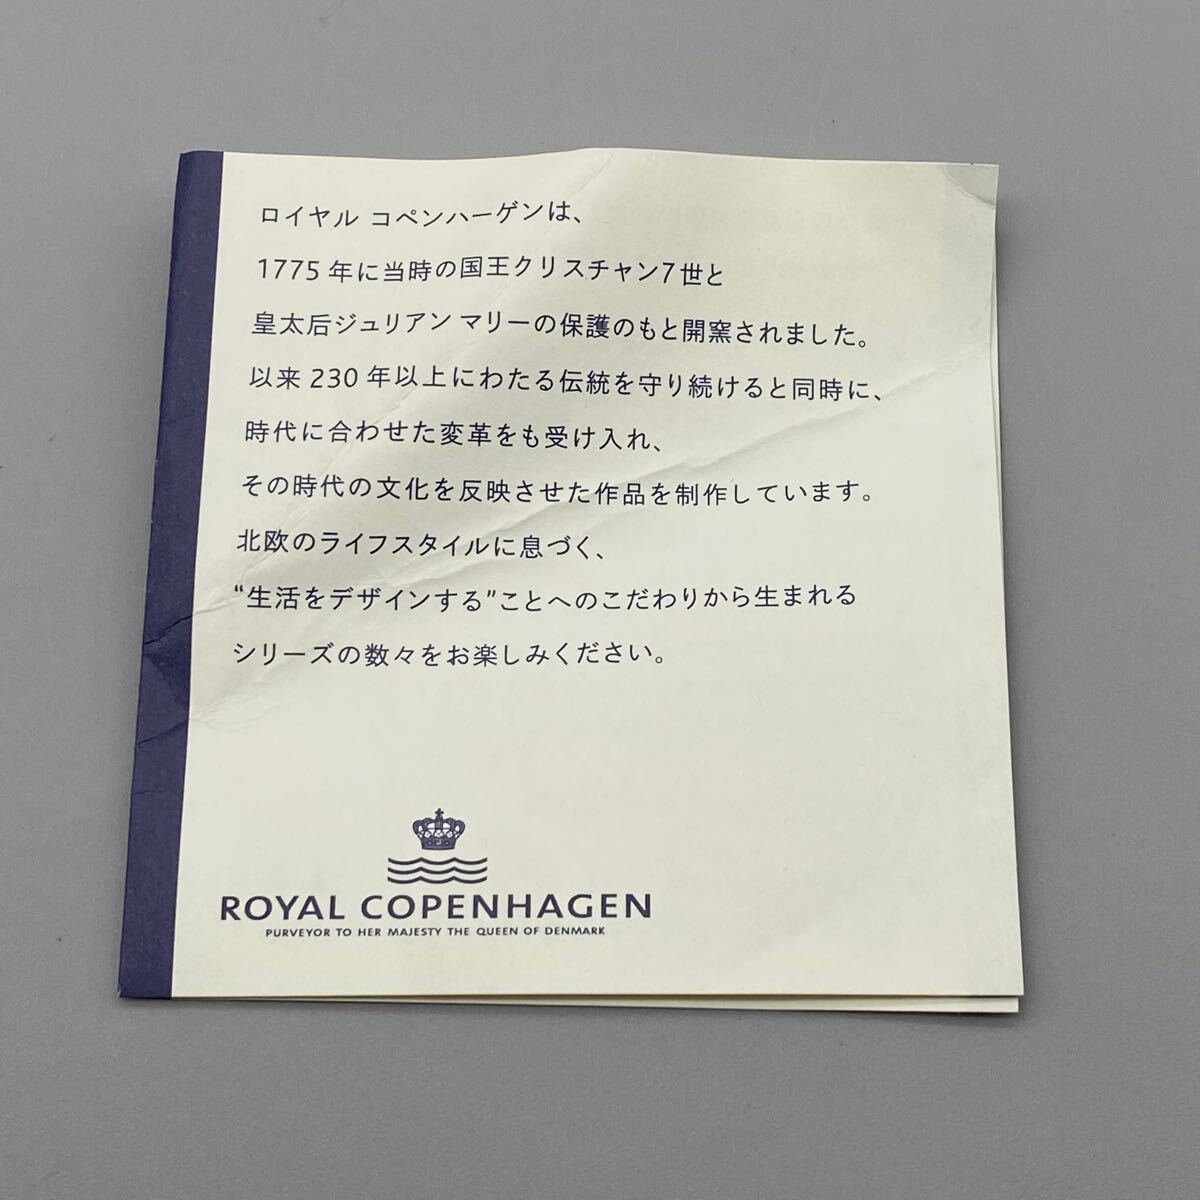 ロイヤル コペンハーゲンは、
1775年に当時の国王クリスチャン7世と
皇太后ジュリアン マリーの保護のもと開窯されました。
以来230年以上にわたる伝統を守り続けると同時に、
時代に合わせた変革をも受け入れ、
その時代の文化を反映させた作品を制作しています。
北欧のライフスタイルに息づく、
“生活をデザインする”ことへのこだわりから生まれる
シリーズの数々をお楽しみください。
ROYAL COPENHAGEN
PURVEYOR TO HER MAJESTY THE QUEEN OF DENMARK